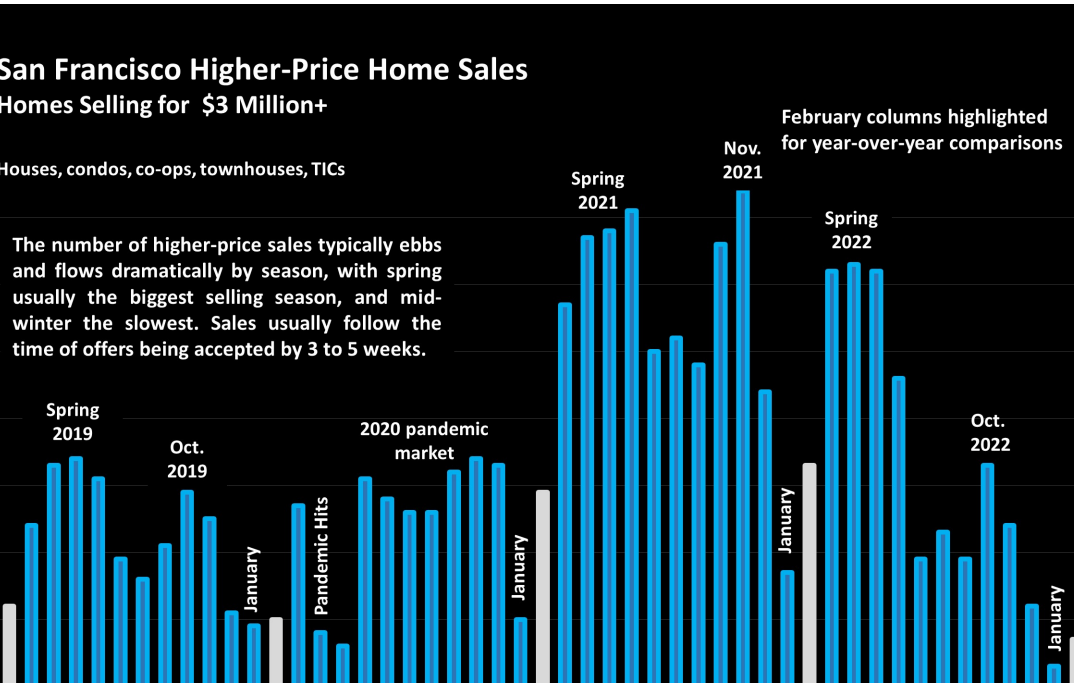 San Francisco Higher-Price Home Sales
Homes Selling for $3 Million+
February columns highlighted
for year-over-year comparisons
Houses, condos, co-ops, townhouses, TICs
The number of higher-price sales typically ebbs
and flows dramatically by season, with spring
usually the biggest selling season, and mid-
winter the slowest. Sales usually follow the
time of offers being accepted by 3 to 5 weeks.
Spring
2019
Oct.
2019
January
Pandemic Hits
2020 pandemic
market
January
Spring
2021
Nov.
2021
January
Spring
2022
Oct.
2022
January